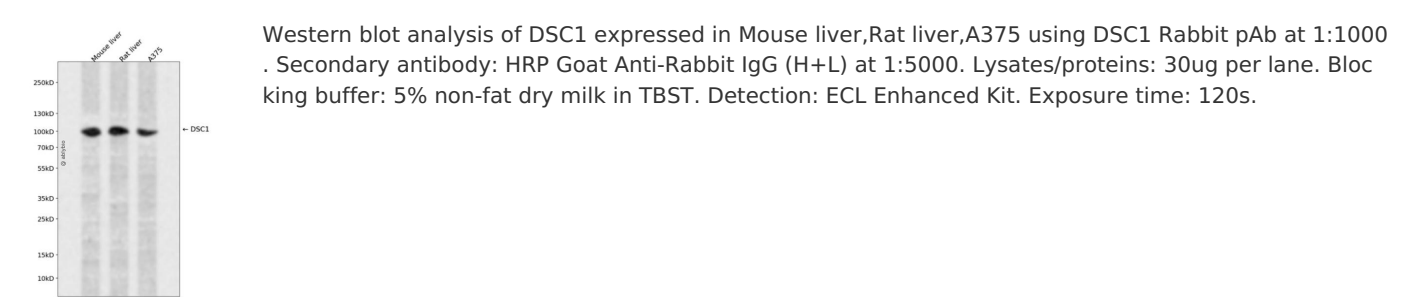 Mouse liver
Rat liver
A375
Western blot analysis of DSC1 expressed in Mouse liver,Rat liver,A375 using DSC1 Rabbit pAb at 1:1000
. Secondary antibody: HRP Goat Anti-Rabbit IgG (H+L) at 1:5000. Lysates/proteins: 30ug per lane. Bloc
king buffer: 5% non-fat dry milk in TBST. Detection: ECL Enhanced Kit. Exposure time: 120s.
250kD
130kD
100kD
← DSC1
70kD
55kD
35kD
25kD
15kD
10kD